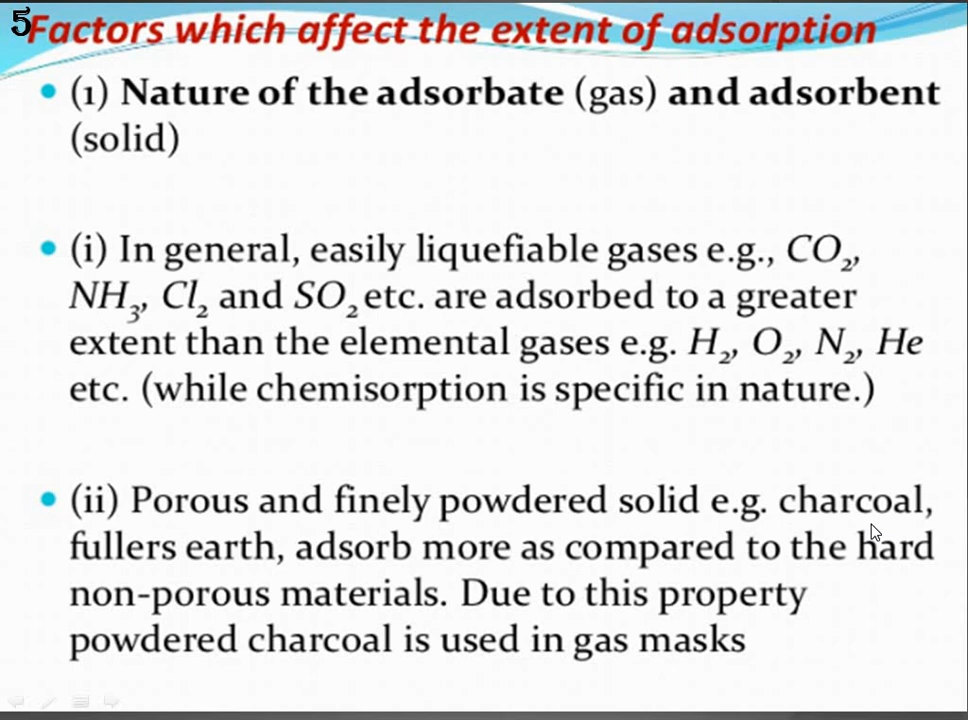 5 Factors which affect the extent of adsorption
• (1) Nature of the adsorbate (gas) and adsorbent
(solid)
• (i) In general, easily liquefiable gases e.g., CO₂,
NH₃, Cl₂ and SO₂ etc. are adsorbed to a greater
extent than the elemental gases e.g. H₂, O₂, N₂, He
etc. (while chemisorption is specific in nature.)
• (ii) Porous and finely powdered solid e.g. charcoal,
fullers earth, adsorb more as compared to the hard
non-porous materials. Due to this property
powdered charcoal is used in gas masks